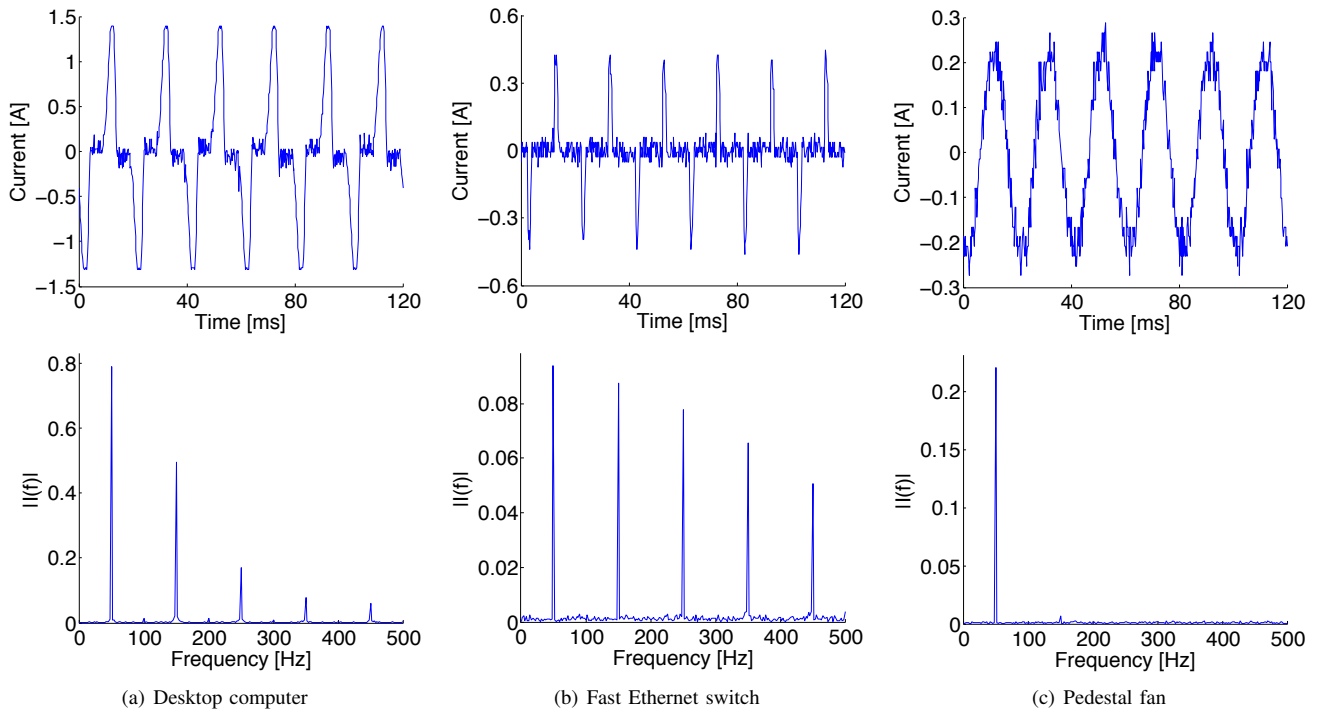 1.5
1
0.5
0
−0.5
−1
−1.5
Current [A]
0 40 80 120
Time [ms]
0.6
0.3
0
−0.3
−0.6
Current [A]
0 40 80 120
Time [ms]
0.3
0.2
0.1
0
−0.1
−0.2
−0.3
Current [A]
0 40 80 120
Time [ms]
0.8
0.6
0.4
0.2
0
|I(f)|
0 100 200 300 400 500
Frequency [Hz]
0.08
0.06
0.04
0.02
0
|I(f)|
0 100 200 300 400 500
Frequency [Hz]
0.2
0.15
0.1
0.05
0
|I(f)|
0 100 200 300 400 500
Frequency [Hz]
(a) Desktop computer
(b) Fast Ethernet switch
(c) Pedestal fan